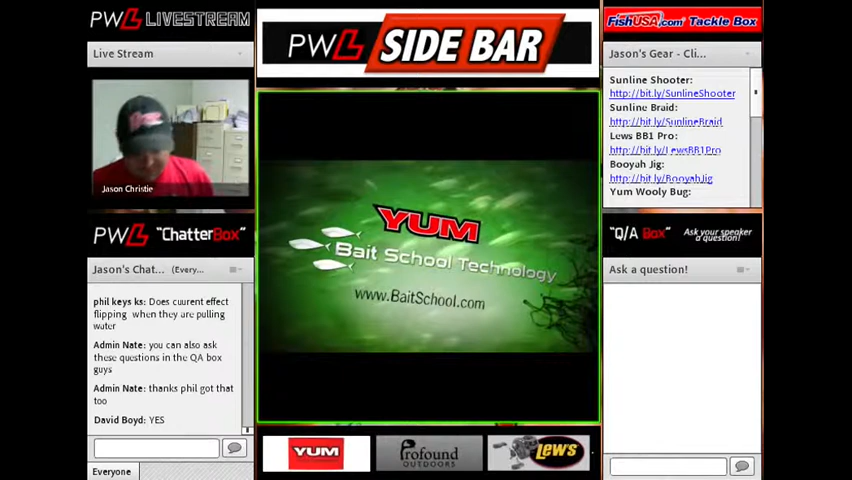 PWL LIVESTREAM
Live Stream
Jason Christie
PWL "ChatterBox"
Jason's Chat... (Every...
phil keys ks: Does cuurent effect
flipping when they are pulling
water
Admin Nate: you can also ask
these questions in the QA box
guys
Admin Nate: thanks phil got that
too
David Boyd: YES
Everyone
PWL SIDE BAR
YUM
Bait School Technology
www.BaitSchool.com
YUM
Profound
OUTDOORS
LEW'S
FishUSA.com Tackle Box
Jason's Gear - Cli...
Sunline Shooter:
http://bit.ly/SunlineShooter
Sunline Braid:
http://bit.ly/SunlineBraid
Lews BB1 Pro:
http://bit.ly/LewsBB1Pro
Booyah Jig:
http://bit.ly/BooyahJig
Yum Wooly Bug:
"Q/A Box" Ask your speaker
a question!
Ask a question!